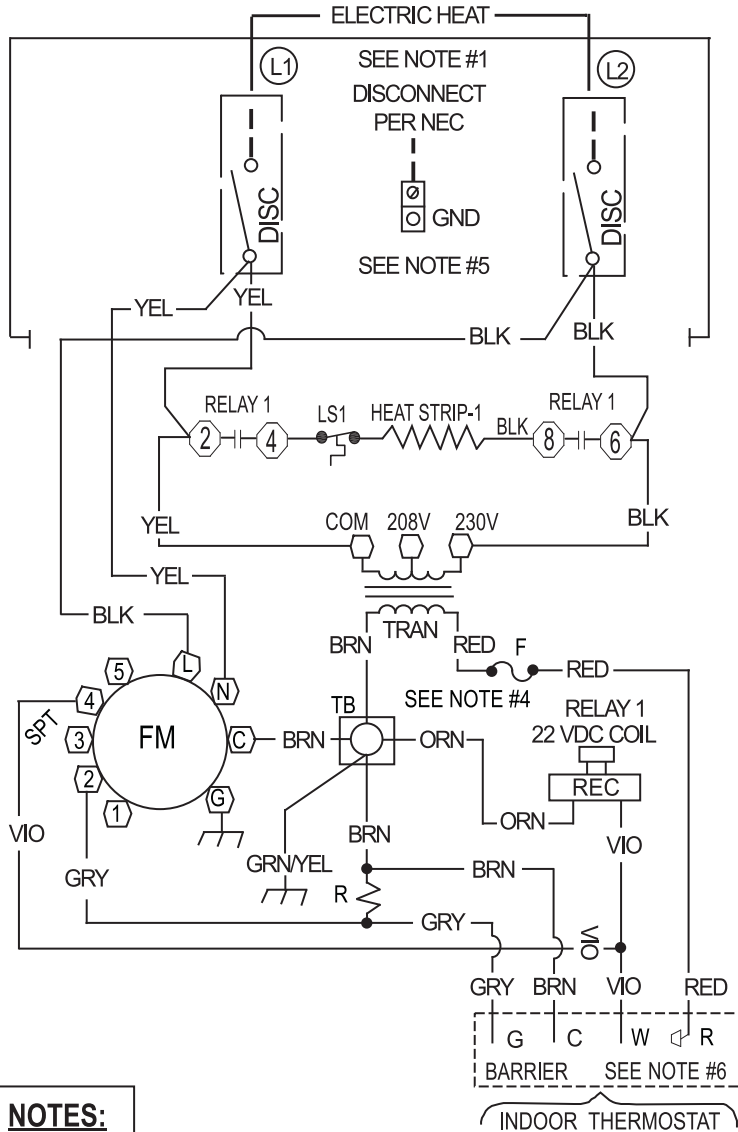 ELECTRIC HEAT
L1
SEE NOTE #1
L2
DISCONNECT
PER NEC
DISC
GND
DISC
SEE NOTE #5
YEL
YEL
BLK
BLK
RELAY 1
LS1
HEAT STRIP-1
RELAY 1
2
4
BLK
8
6
YEL
COM
208V
230V
BLK
YEL
BLK
TRAN
BRN
RED
F
RED
SEE NOTE #4
5
L
4
N
SPT
3
FM
C
BRN
TB
ORN
RELAY 1
22 VDC COIL
REC
2
1
G
ORN
VIO
BRN
VIO
GRY
GRN/YEL
R
BRN
GRY
VIO
GRY
BRN
VIO
RED
G
C
W
R
BARRIER
SEE NOTE #6
NOTES:
INDOOR THERMOSTAT